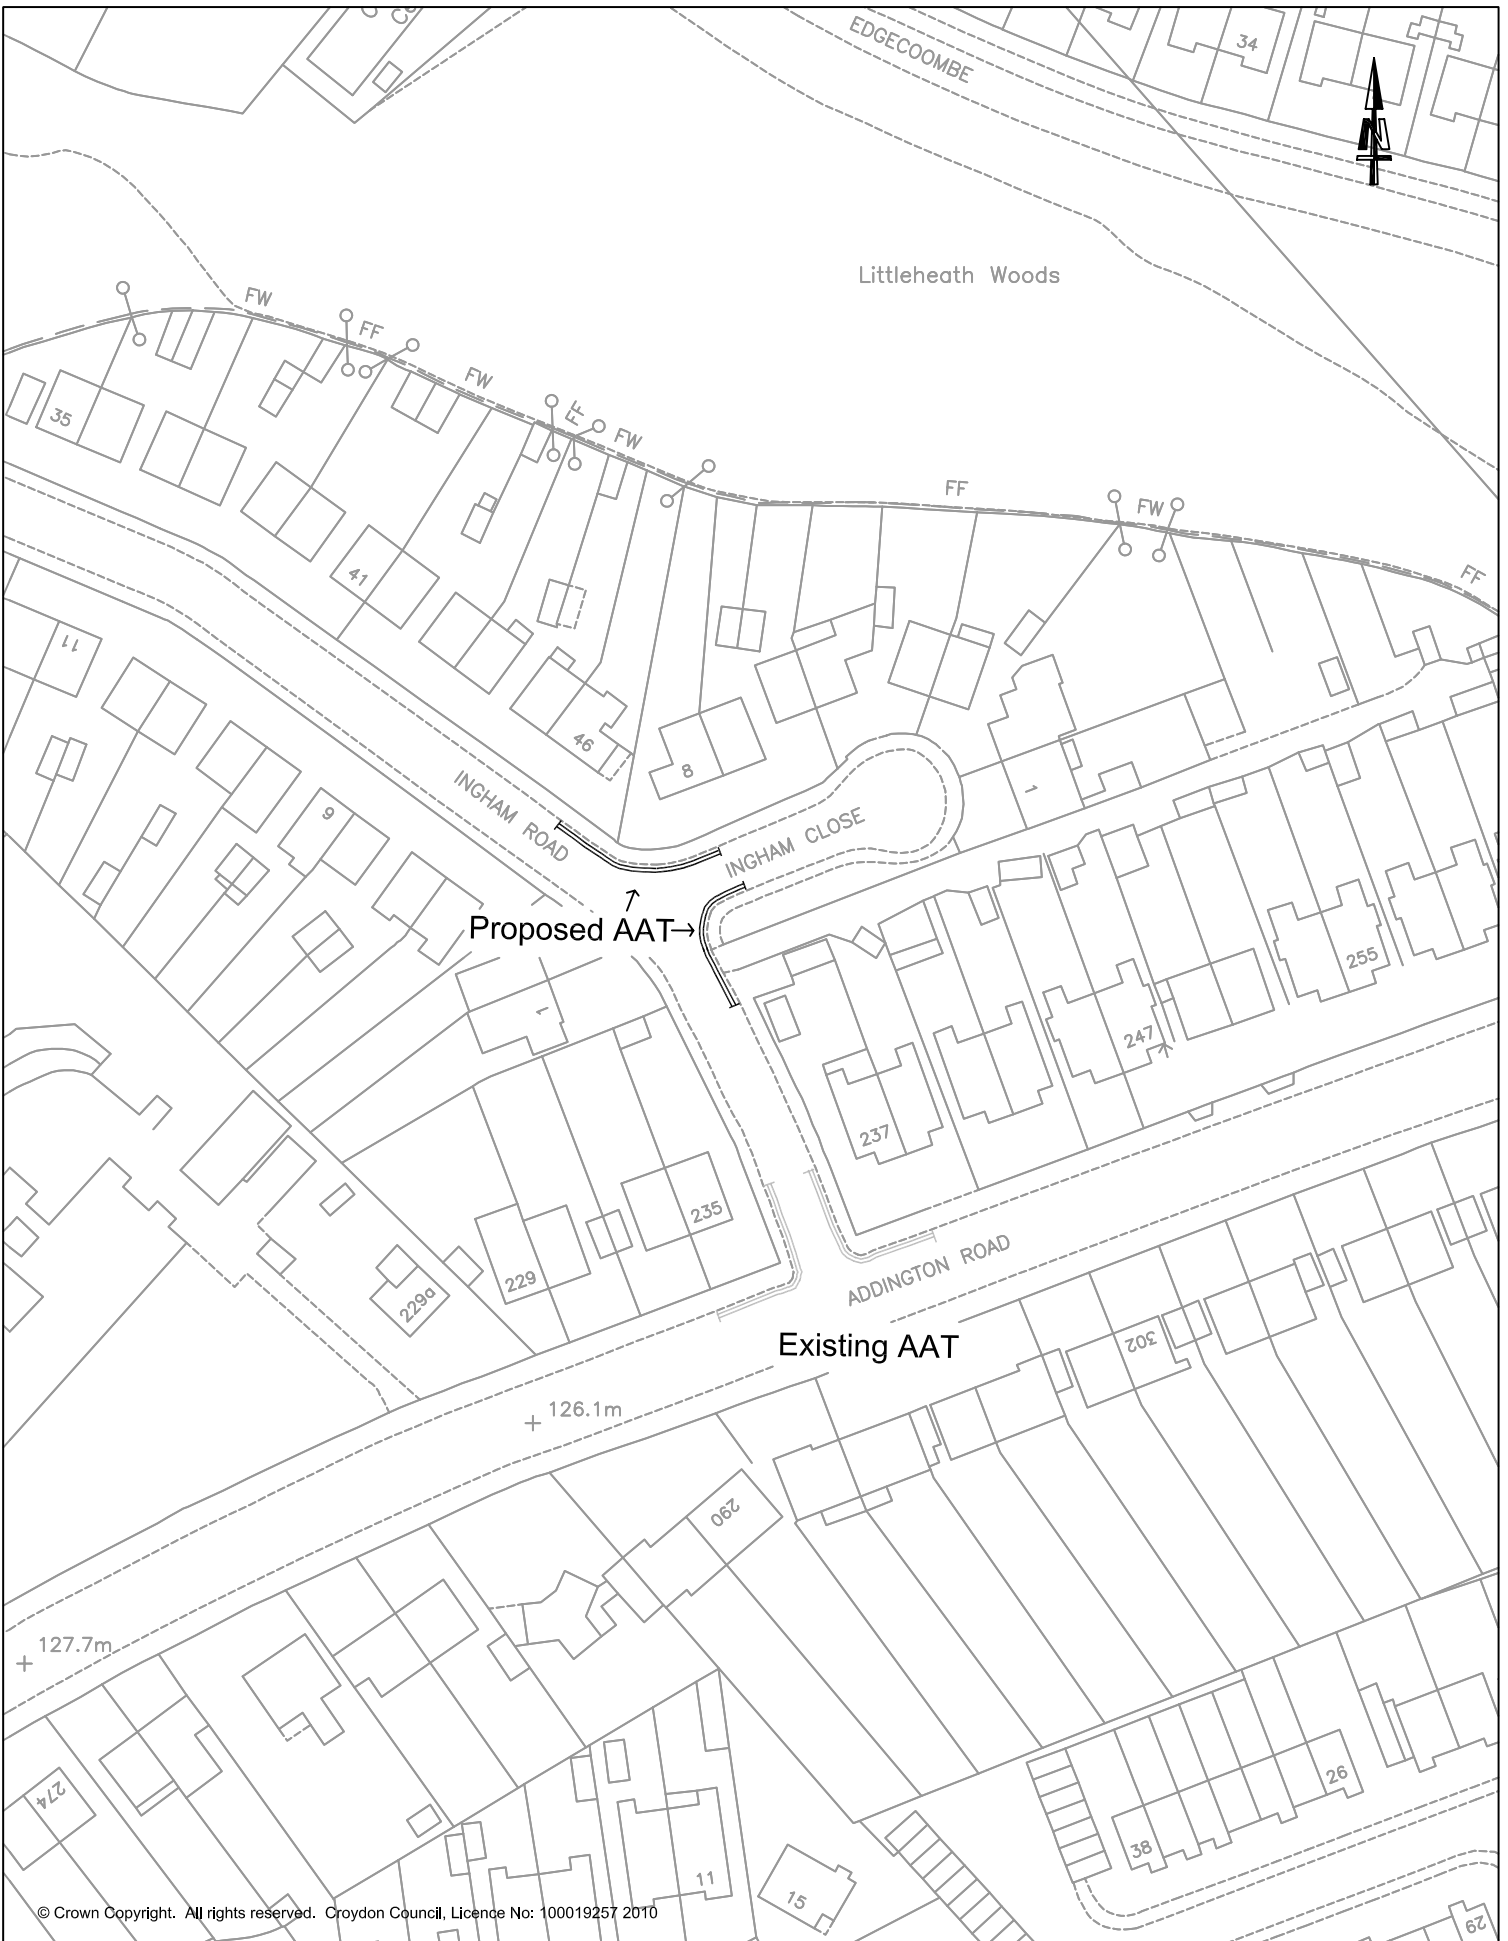 EDGECOOMBE
34
N
Littleheath Woods
FW
FF
FW
FF
FW
FF
FW
FF
35
41
11
46
8
1
9
INGHAM ROAD
INGHAM CLOSE
Proposed AAT
255
1
247
237
235
229
229a
ADDINGTON ROAD
Existing AAT
302
126.1m
290
127.7m
274
26
38
11
15
29
© Crown Copyright. All rights reserved. Croydon Council, Licence No: 100019257 2010